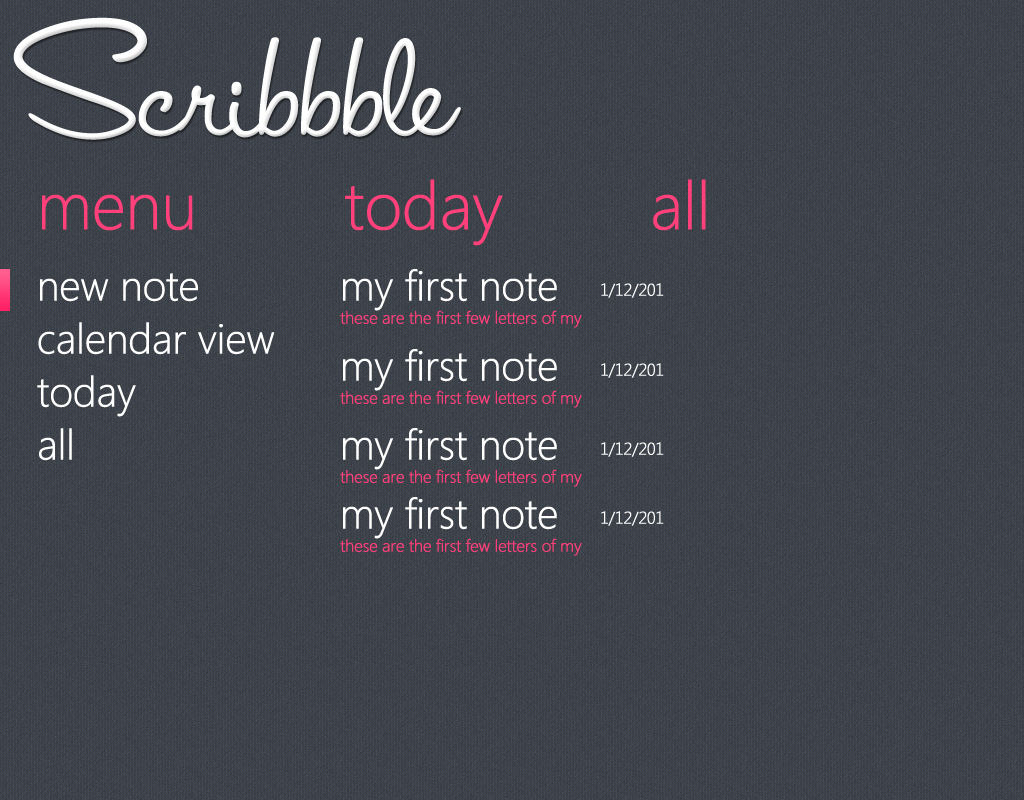 Scribbble
menu today all
new note
calendar view
today
all
my first note 1/12/201
these are the first few letters of my
my first note 1/12/201
these are the first few letters of my
my first note 1/12/201
these are the first few letters of my
my first note 1/12/201
these are the first few letters of my